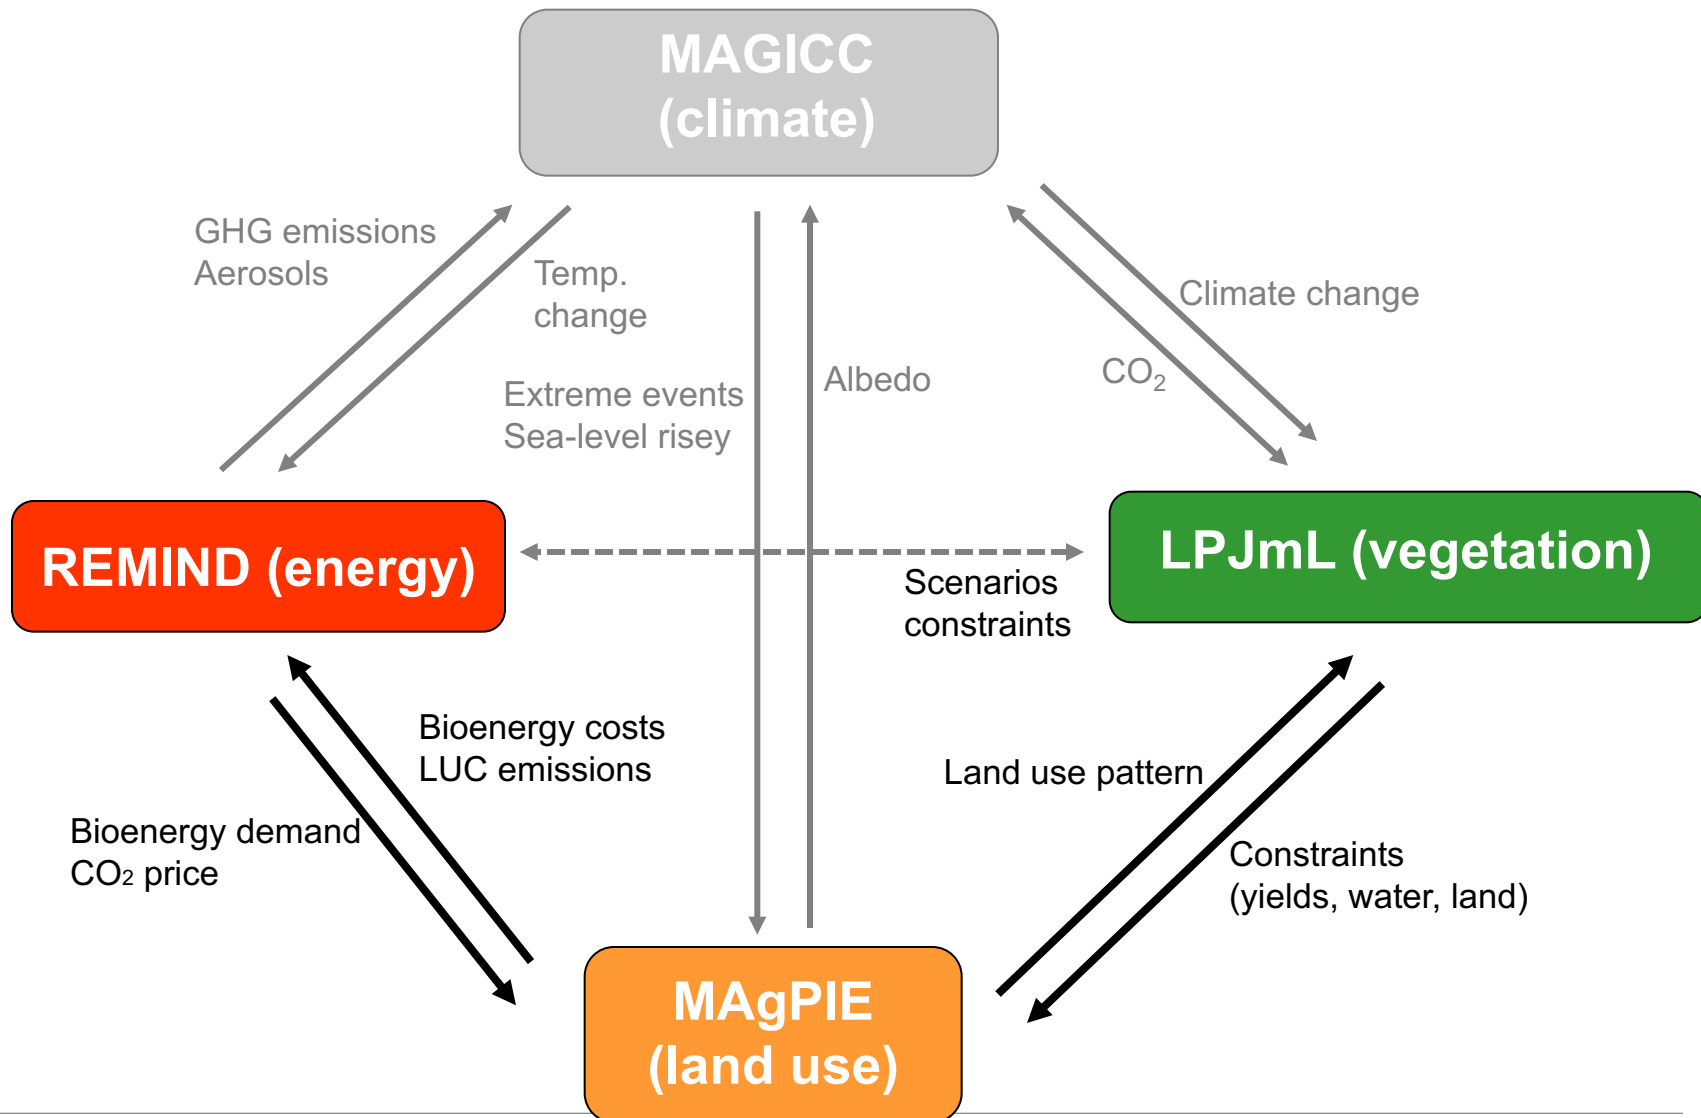 MAGICC
(climate)
GHG emissions
Aerosols
Temp.
change
Climate change
CO₂
Albedo
Extreme events
Sea-level risey
REMIND (energy)
LPJmL (vegetation)
Scenarios
constraints
Bioenergy costs
LUC emissions
Land use pattern
Bioenergy demand
CO₂ price
Constraints
(yields, water, land)
MAgPIE
(land use)